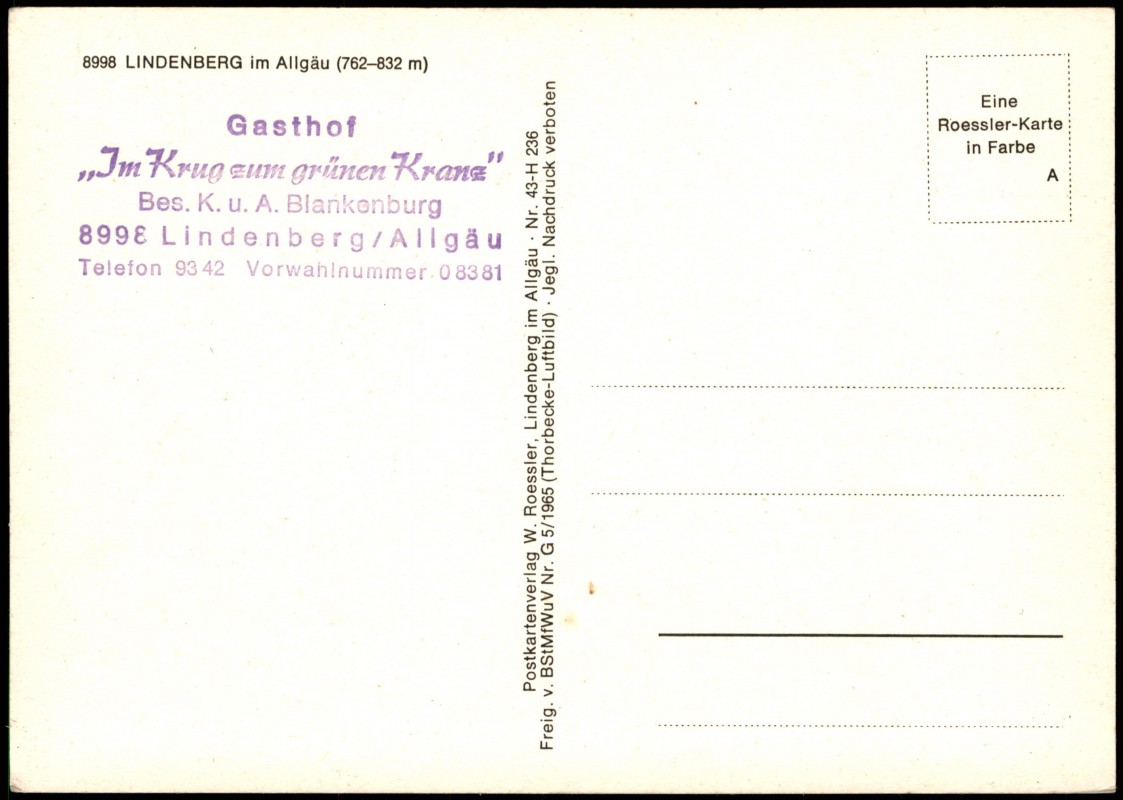 8998 LINDENBERG im Allgäu (762–832 m)
Gasthof
„Im Krug zum grünen Kranz"
Bes. K. u. A. Blankenburg
8998 Lindenberg/Allgäu
Telefon 9342 Vorwahlnummer 08381
Postkartenverlag W. Roessler, Lindenberg im Allgäu · Nr. 43-H 236
Freig. v. BStMfWuV Nr. G 5/1965 (Thorbecke-Luftbild) · Jegl. Nachdruck verboten
Eine
Roessler-Karte
in Farbe
A